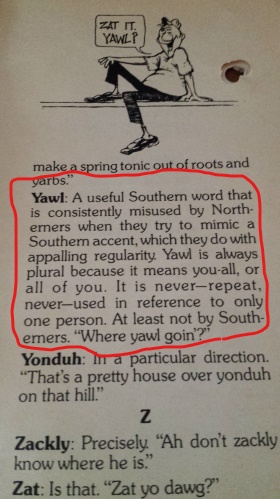 ZAT IT,
YAWL?
make a spring tonic out of roots and
yarbs."
Yawl: A useful Southern word that
is consistently misused by North-
erners when they try to mimic a
Southern accent, which they do with
appalling regularity. Yawl is always
plural because it means you-all, or
all of you. It is never—repeat,
never—used in reference to only
one person. At least not by South-
erners. "Where yawl goin'?"
Yonduh: In a particular direction.
"That's a pretty house over yonduh
on that hill."
Z
Zackly: Precisely. "Ah don't zackly
know where he is."
Zat: Is that. "Zat yo dawg?"